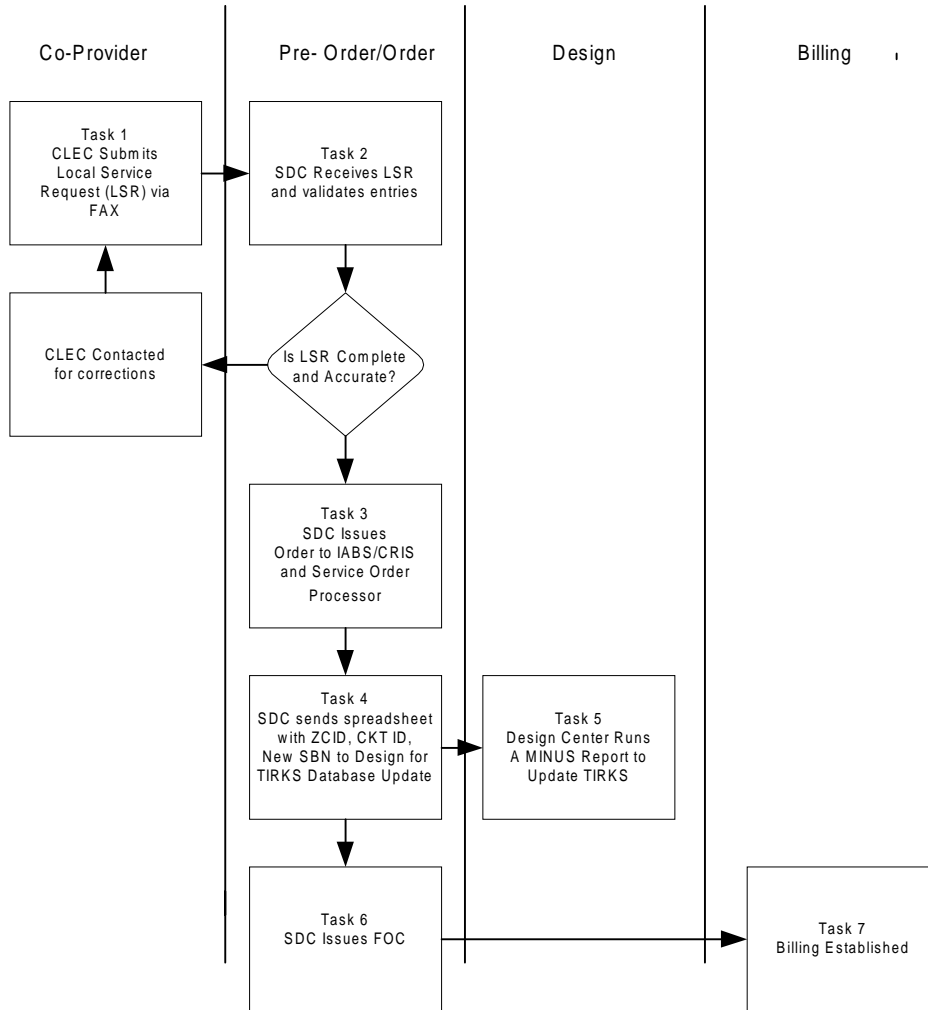 Co-Provider
Pre- Order/Order
Design
Billing
Task 1
CLEC Submits
Local Service
Request (LSR) via
FAX
Task 2
SDC Receives LSR
and validates entries
CLEC Contacted
for corrections
Is LSR Complete
and Accurate?
Task 3
SDC Issues
Order to IABS/CRIS
and Service Order
Processor
Task 4
SDC sends spreadsheet
with ZCID, CKT ID,
New SBN to Design for
TIRKS Database Update
Task 5
Design Center Runs
A MINUS Report to
Update TIRKS
Task 6
SDC Issues FOC
Task 7
Billing Established